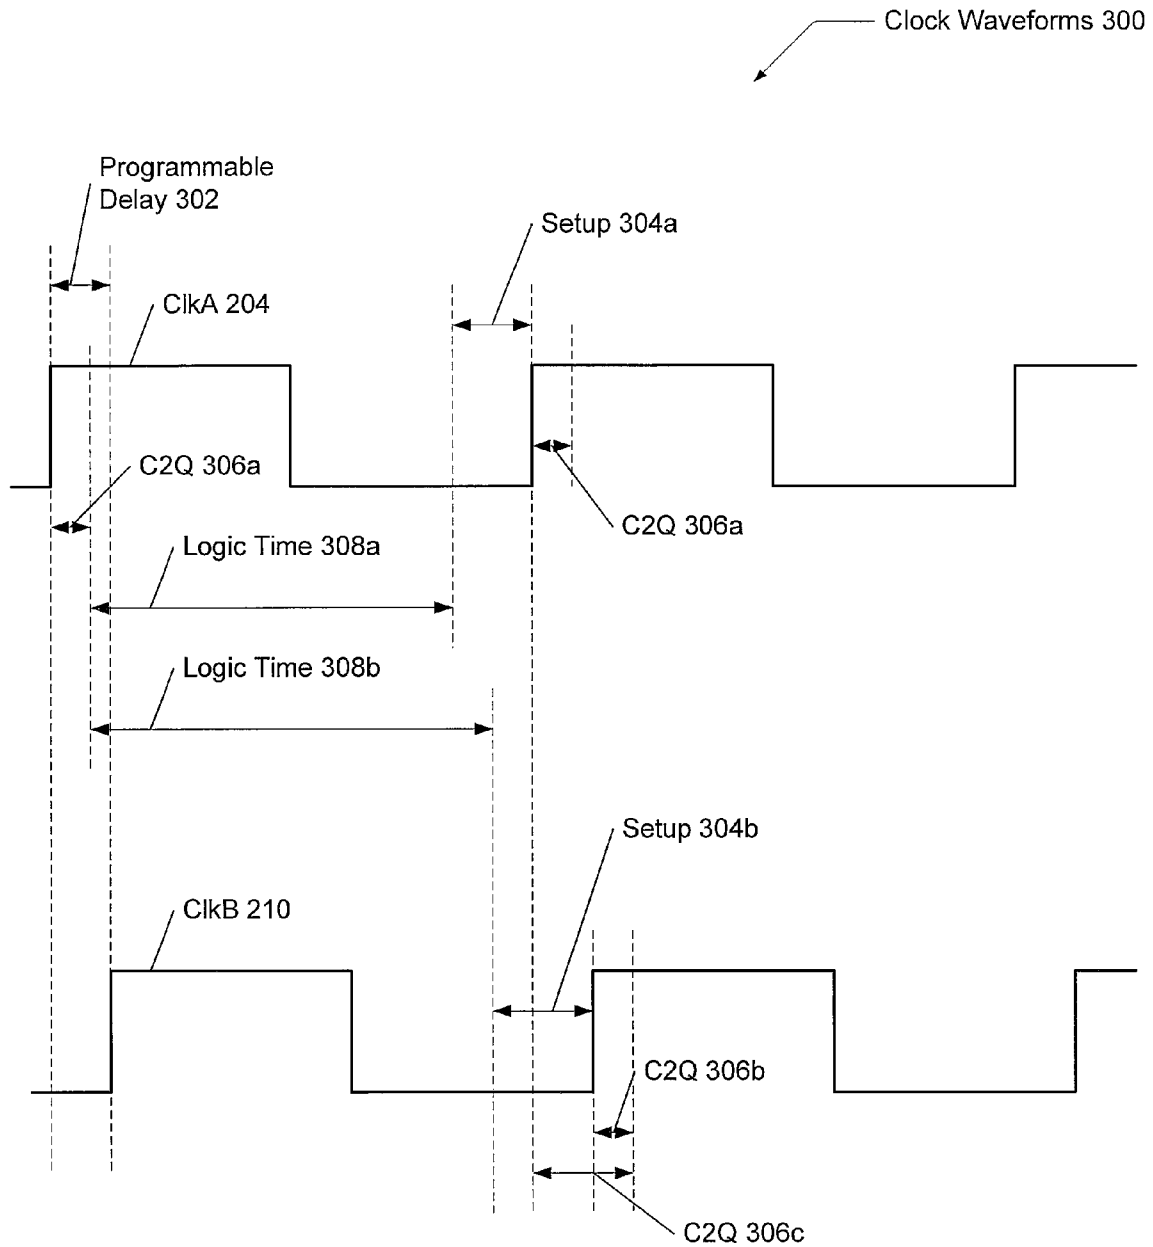 Clock Waveforms 300
Programmable
Delay 302
Setup 304a
ClkA 204
C2Q 306a
C2Q 306a
Logic Time 308a
Logic Time 308b
Setup 304b
ClkB 210
C2Q 306b
C2Q 306c